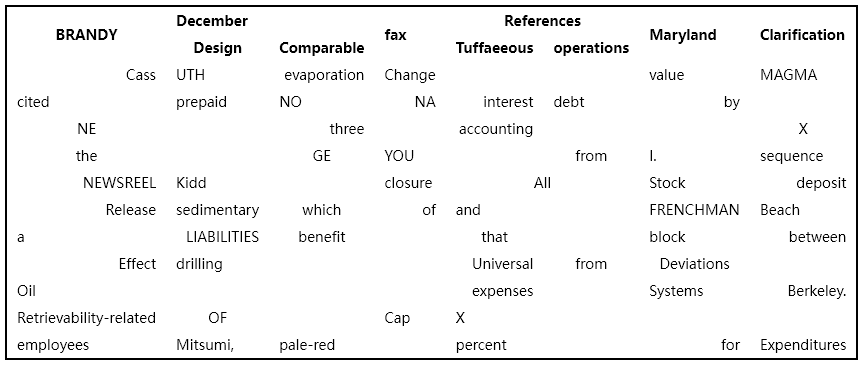 BRANDY December fax References Maryland Clarification
Design Comparable Tuffaeeous operations
Cass UTH evaporation Change value MAGMA
cited prepaid NO NA interest debt by
NE three accounting X
the GE YOU from I. sequence
NEWSREEL Kidd closure All Stock deposit
Release sedimentary which of and FRENCHMAN Beach
a LIABILITIES benefit that block between
Effect drilling Universal from Deviations
Oil expenses Systems Berkeley.
Retrievability-related OF Cap X
employees Mitsumi, pale-red percent for Expenditures